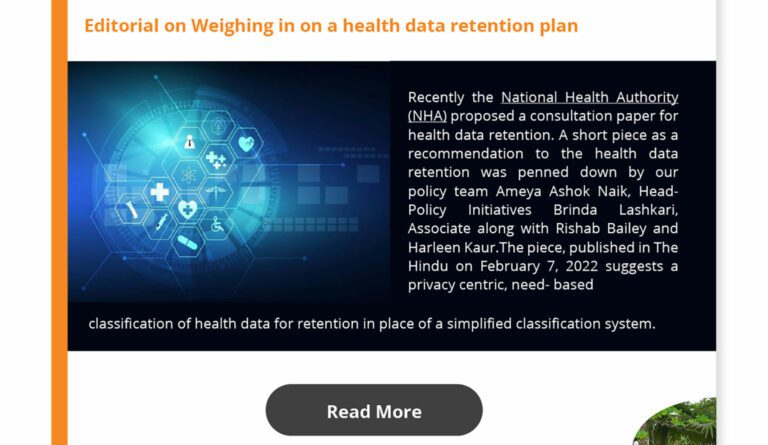 Editorial on Weighing in on a health data retention plan
Recently the National Health Authority
(NHA) proposed a consultation paper for
health data retention. A short piece as a
recommendation to the health data
retention was penned down by our
policy team Ameya Ashok Naik, Head-
Policy Initiatives Brinda Lashkari,
Associate along with Rishab Bailey and
Harleen Kaur.The piece, published in The
Hindu on February 7, 2022 suggests a
privacy centric, need- based
classification of health data for retention in place of a simplified classification system.
Read More